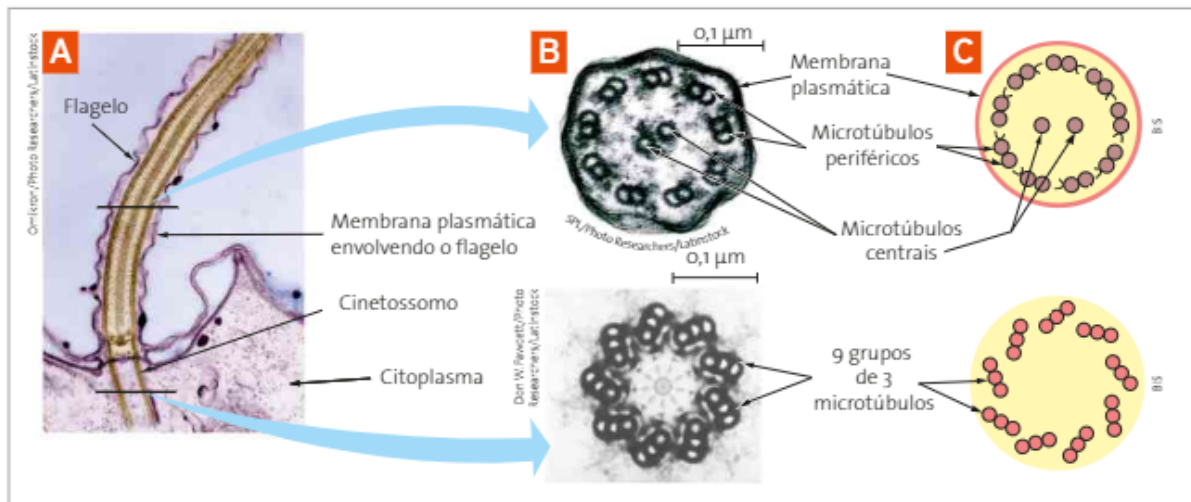 A
Omikron/Photo Researchers/Latinstock
Flagelo
Membrana plasmática
envolvendo o flagelo
Cinetossomo
Citoplasma
B
0,1 µm
SPL/Photo Researchers/Latinstock
0,1 µm
Don W. Fawcett/Photo
Researchers/Latinstock
Membrana
plasmática
Microtúbulos
periféricos
Microtúbulos
centrais
9 grupos
de 3
microtúbulos
C
BIS
BIS